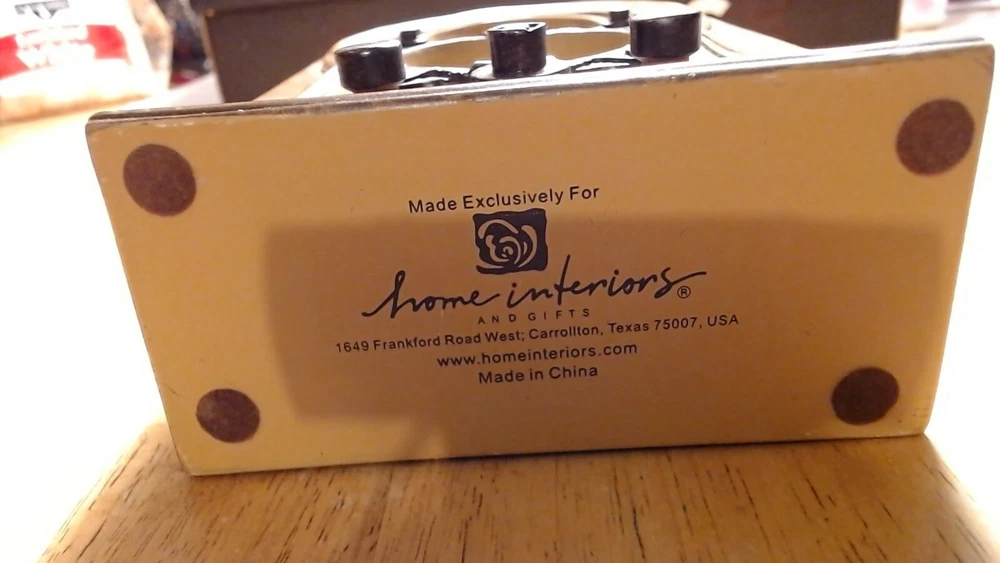 Made Exclusively For
home interiors®
AND GIFTS
1649 Frankford Road West; Carrollton, Texas 75007, USA
www.homeinteriors.com
Made in China